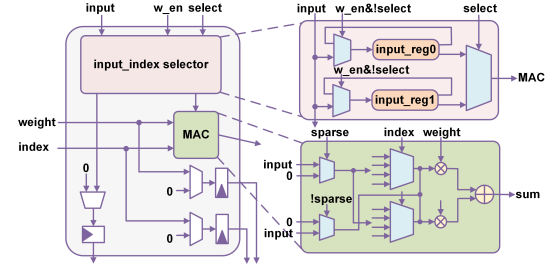 input
w_en
select
input_index selector
weight
index
MAC
0
0
0
input
w_en&!select
select
input_reg0
w_en&!select
input_reg1
MAC
sparse
index
weight
input
0
!sparse
0
input
sum